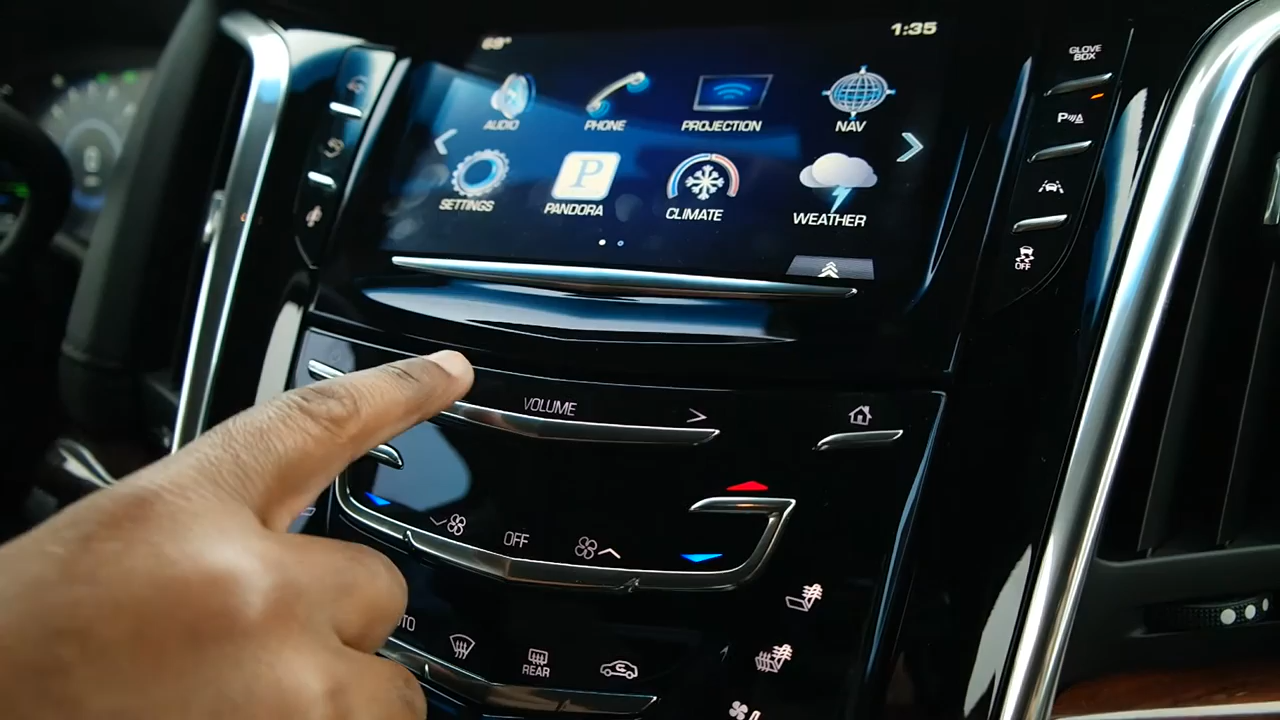 69°
1:35
AUDIO
PHONE
PROJECTION
NAV
SETTINGS
P
PANDORA
CLIMATE
WEATHER
GLOVE
BOX
P
OFF
VOLUME
OFF
REAR